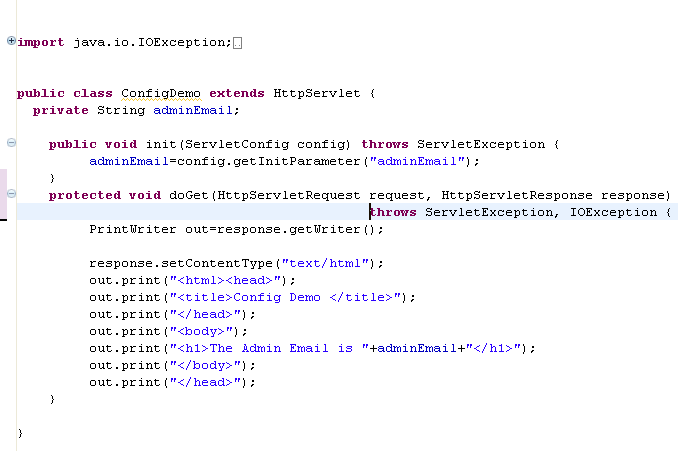 import java.io.IOException;
public class ConfigDemo extends HttpServlet {
private String adminEmail;
public void init(ServletConfig config) throws ServletException {
adminEmail=config.getInitParameter("adminEmail");
}
protected void doGet(HttpServletRequest request, HttpServletResponse response)
throws ServletException, IOException {
PrintWriter out=response.getWriter();
response.setContentType("text/html");
out.print("<html><head>");
out.print("<title>Config Demo </title>");
out.print("</head>");
out.print("<body>");
out.print("<h1>The Admin Email is "+adminEmail+"</h1>");
out.print("</body>");
out.print("</head>");
}
}